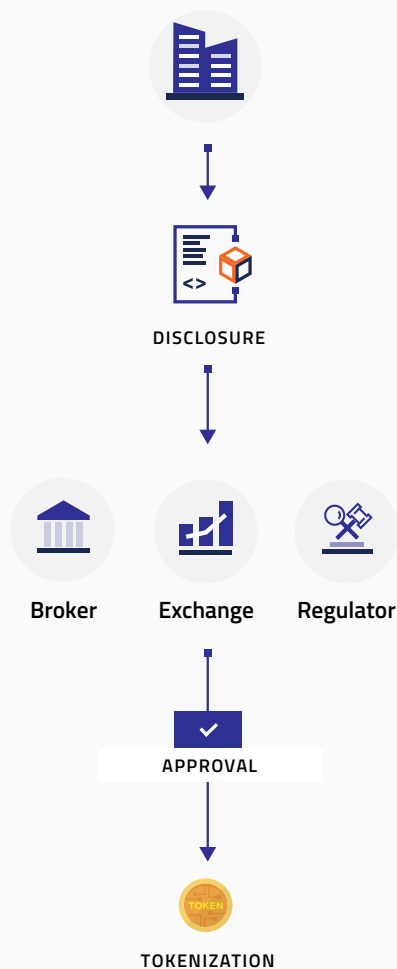 <>
DISCLOSURE
Broker Exchange Regulator
APPROVAL
TOKEN
TOKENIZATION